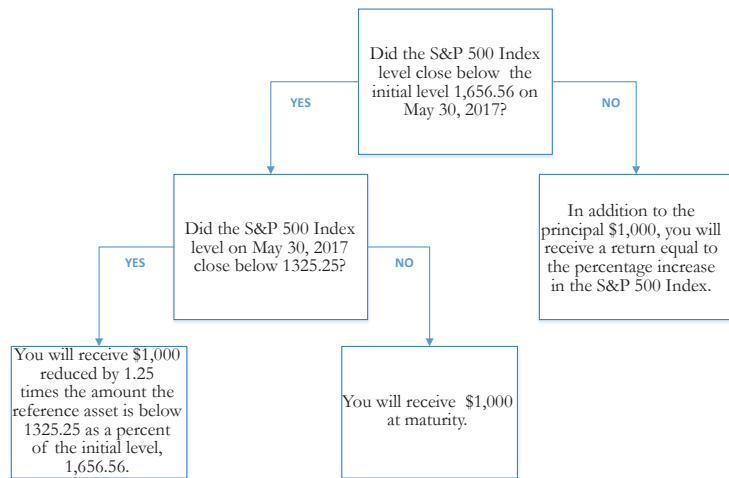 Did the S&P 500 Index
level close below the
initial level 1,656.56 on
May 30, 2017?
YES
NO
Did the S&P 500 Index
level on May 30, 2017
close below 1325.25?
In addition to the
principal $1,000, you will
receive a return equal to
the percentage increase
in the S&P 500 Index.
YES
NO
You will receive $1,000
reduced by 1.25
times the amount the
reference asset is below
1325.25 as a percent
of the initial level,
1,656.56.
You will receive $1,000
at maturity.